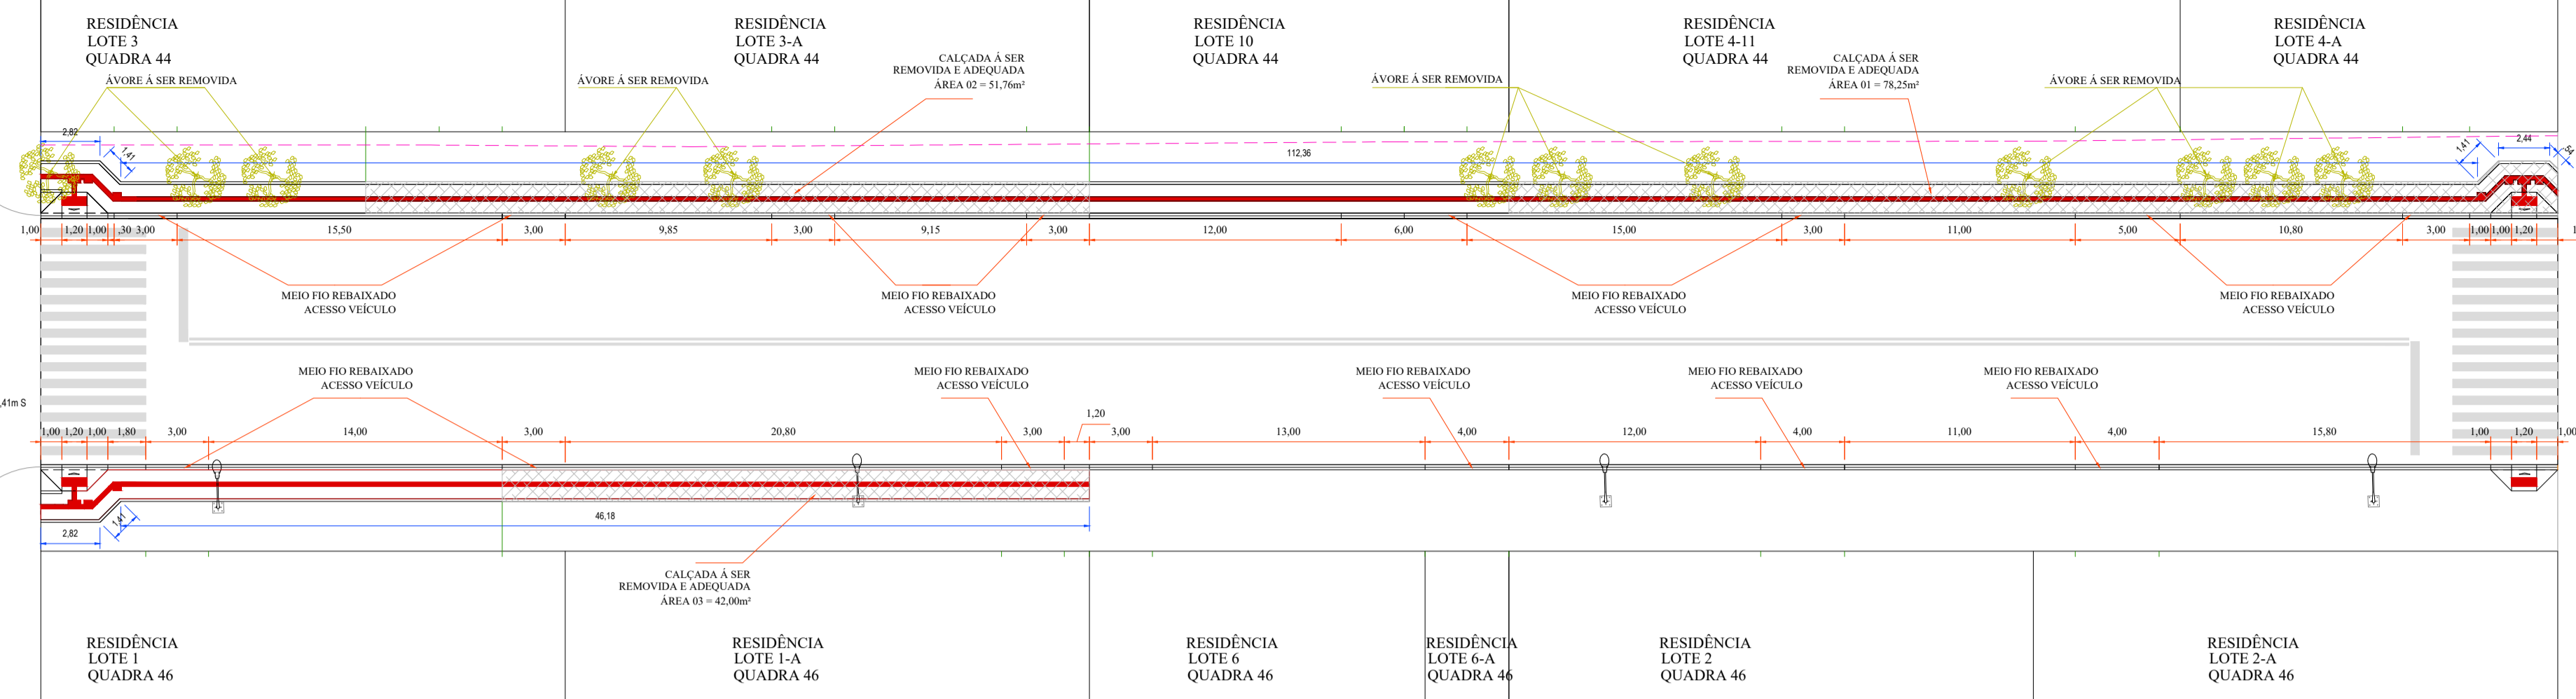 RESIDÊNCIA
LOTE 3
QUADRA 44
RESIDÊNCIA
LOTE 3-A
QUADRA 44
RESIDÊNCIA
LOTE 10
QUADRA 44
RESIDÊNCIA
LOTE 4-11
QUADRA 44
RESIDÊNCIA
LOTE 4-A
QUADRA 44
ÁVORE Á SER REMOVIDA
ÁVORE Á SER REMOVIDA
CALÇADA Á SER
REMOVIDA E ADEQUADA
ÁREA 02 = 51,76m²
ÁVORE Á SER REMOVIDA
CALÇADA Á SER
REMOVIDA E ADEQUADA
ÁREA 01 = 78,25m²
ÁVORE Á SER REMOVIDA
2,82
1,41
112,36
1,41
2,44
54
1,00 1,20 1,00 ,30 3,00 15,50 3,00 9,85 3,00 9,15 3,00 12,00 6,00 15,00 3,00 11,00 5,00 10,80 3,00 1,00 1,00 1,20
MEIO FIO REBAIXADO
ACESSO VEÍCULO
MEIO FIO REBAIXADO
ACESSO VEÍCULO
MEIO FIO REBAIXADO
ACESSO VEÍCULO
MEIO FIO REBAIXADO
ACESSO VEÍCULO
MEIO FIO REBAIXADO
ACESSO VEÍCULO
MEIO FIO REBAIXADO
ACESSO VEÍCULO
MEIO FIO REBAIXADO
ACESSO VEÍCULO
MEIO FIO REBAIXADO
ACESSO VEÍCULO
MEIO FIO REBAIXADO
ACESSO VEÍCULO
,41m S
1,20
1,00 1,20 1,00 1,80 3,00 14,00 3,00 20,80 3,00 3,00 13,00 4,00 12,00 4,00 11,00 4,00 15,80 1,00 1,20 1,00
1,41
46,18
2,82
CALÇADA Á SER
REMOVIDA E ADEQUADA
ÁREA 03 = 42,00m²
RESIDÊNCIA
LOTE 1
QUADRA 46
RESIDÊNCIA
LOTE 1-A
QUADRA 46
RESIDÊNCIA
LOTE 6
QUADRA 46
RESIDÊNCIA
LOTE 6-A
QUADRA 46
RESIDÊNCIA
LOTE 2
QUADRA 46
RESIDÊNCIA
LOTE 2-A
QUADRA 46